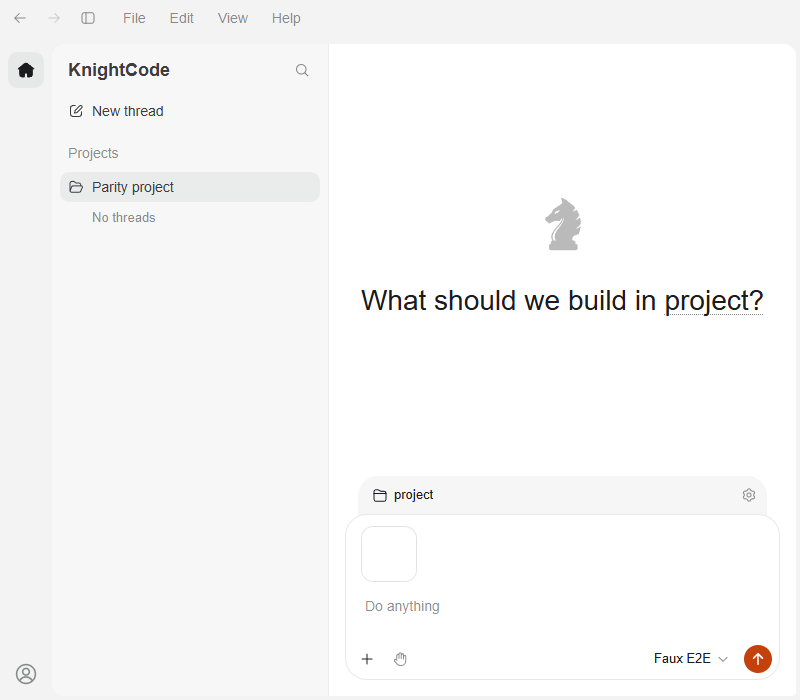 File Edit View Help
KnightCode
New thread
Projects
Parity project
No threads
What should we build in project?
project
Do anything
Faux E2E